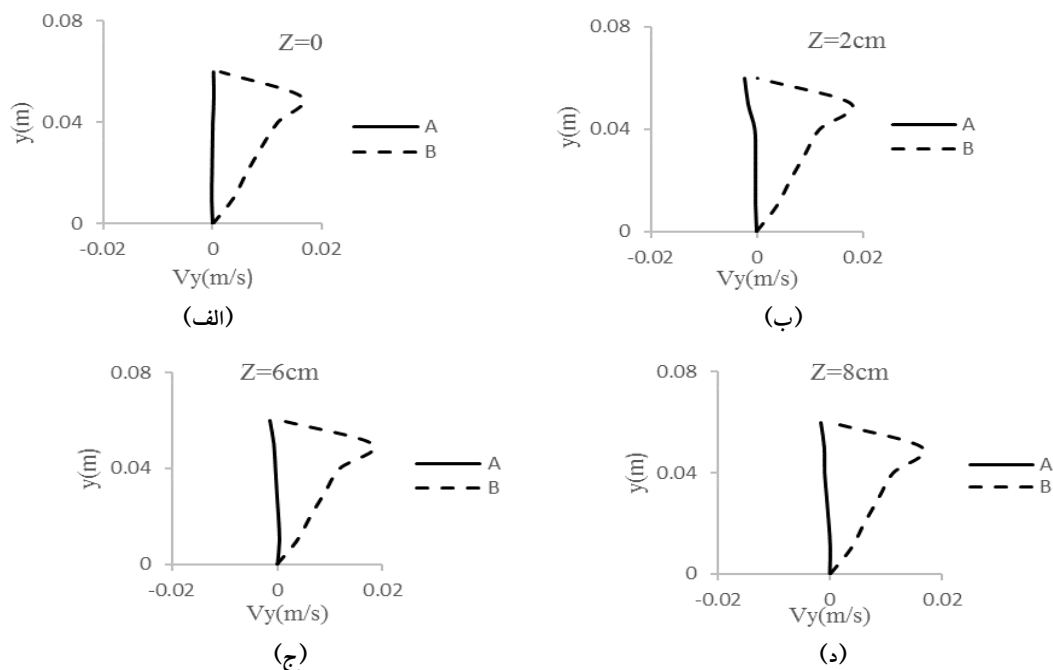 0.08
Z=0
y(m)
0.04
A
B
0
-0.02 0 0.02
Vy(m/s)
(الف)
0.08
Z=2cm
y(m)
0.04
A
B
0
-0.02 0 0.02
Vy(m/s)
(ب)
0.08
Z=6cm
y(m)
0.04
A
B
0
-0.02 0 0.02
Vy(m/s)
(ج)
0.08
Z=8cm
y(m)
0.04
A
B
0
-0.02 0 0.02
Vy(m/s)
(د)